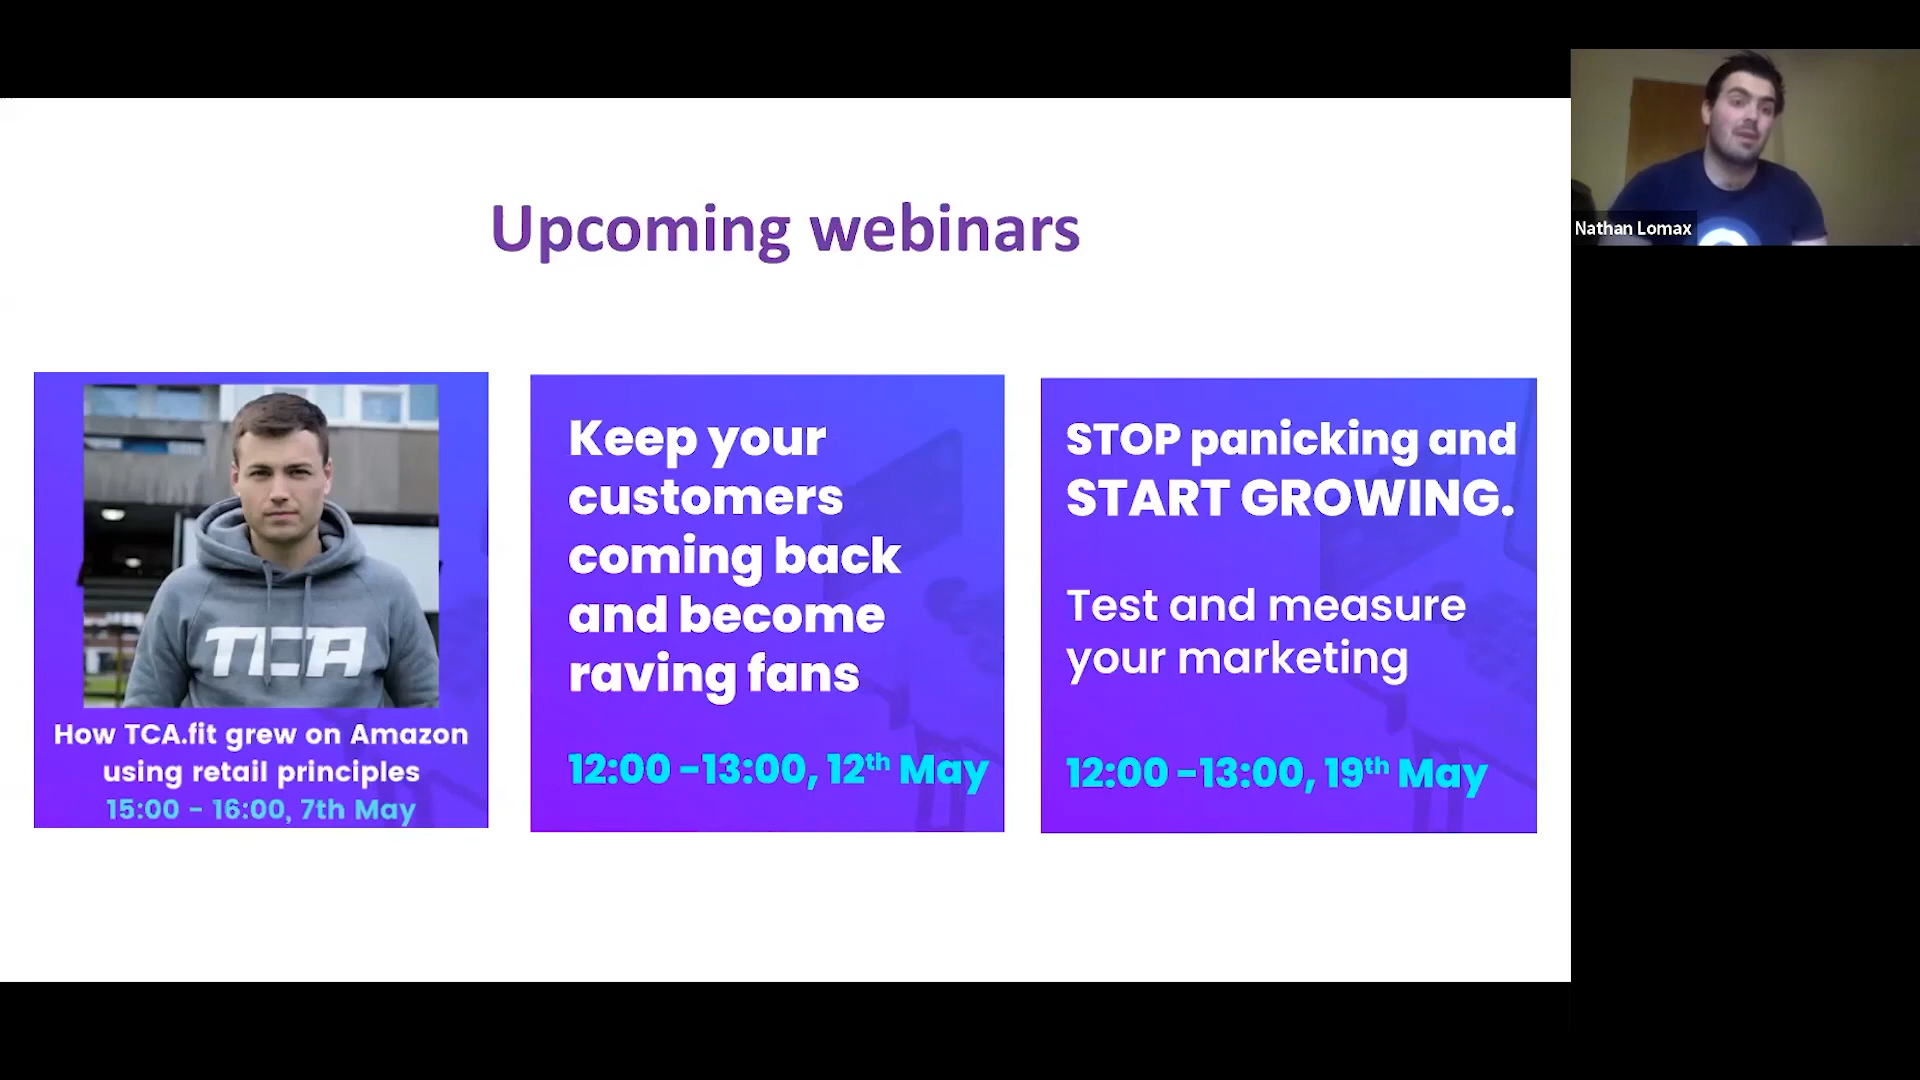 Upcoming webinars
TCA
How TCA.fit grew on Amazon
using retail principles
15:00 - 16:00, 7th May
Keep your
customers
coming back
and become
raving fans
12:00 -13:00, 12th May
STOP panicking and
START GROWING.
Test and measure
your marketing
12:00 -13:00, 19th May
Nathan Lomax